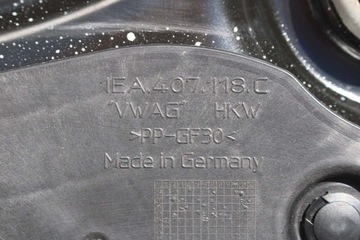 1EA.407.118.C
"VWAG" HKW
>PP-GF30<
Made in Germany